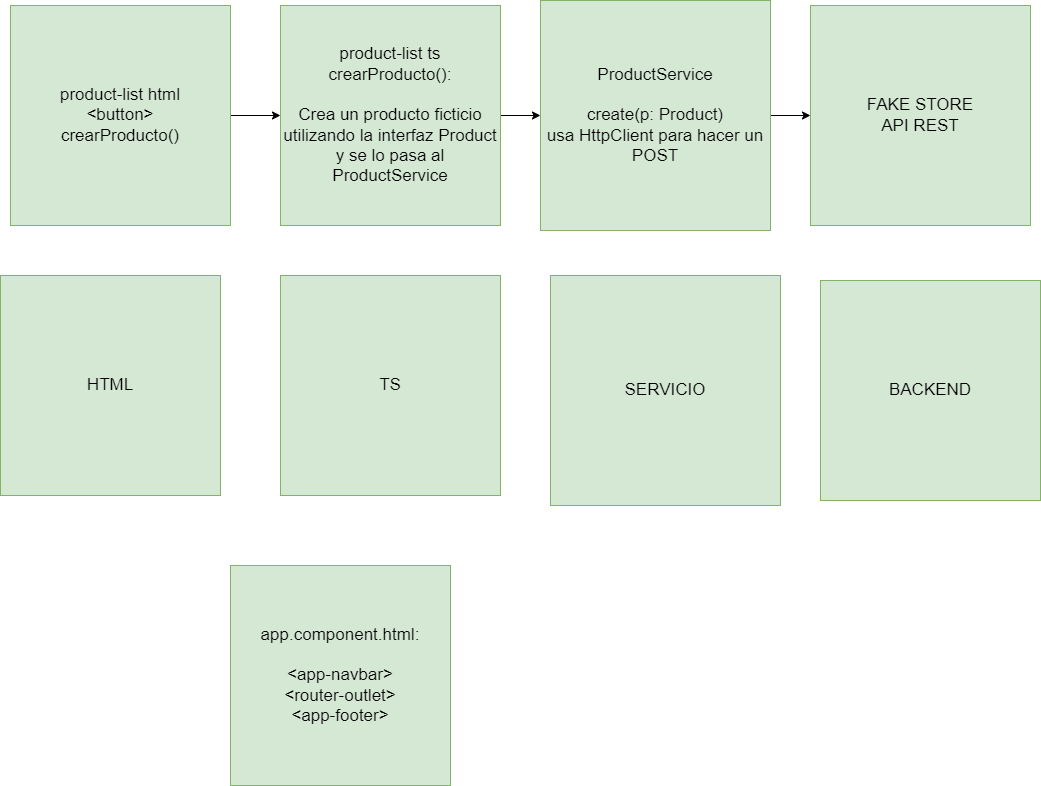 product-list html
<button>
crearProducto()
product-list ts
crearProducto():
Crea un producto ficticio
utilizando la interfaz Product
y se lo pasa al
ProductService
ProductService
create(p: Product)
usa HttpClient para hacer un
POST
FAKE STORE
API REST
HTML
TS
SERVICIO
BACKEND
app.component.html:
<app-navbar>
<router-outlet>
<app-footer>